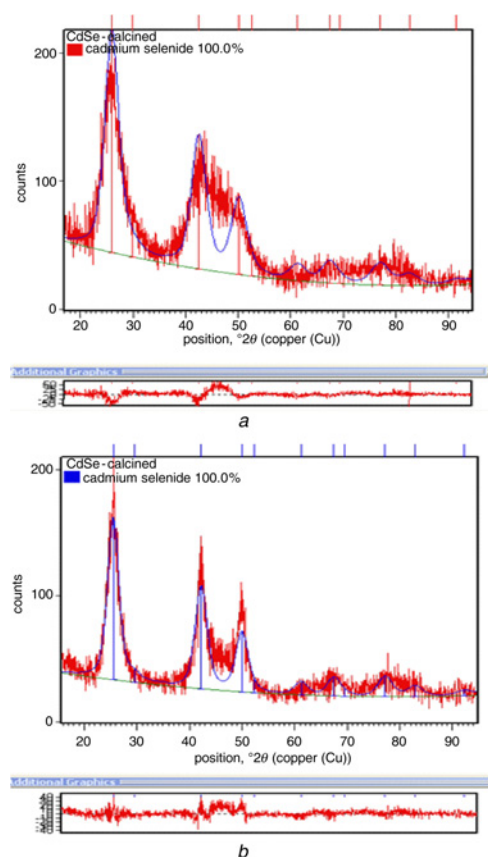 CdSe-calcined
cadmium selenide 100.0%
200
100
0
counts
20 30 40 50 60 70 80 90
position, °2θ (copper (Cu)
Additional Graphics
a
CdSe-calcined
cadmium selenide 100.0%
200
100
0
counts
20 30 40 50 60 70 80 90
position, °2θ (copper (Cu)
Additional Graphics
b